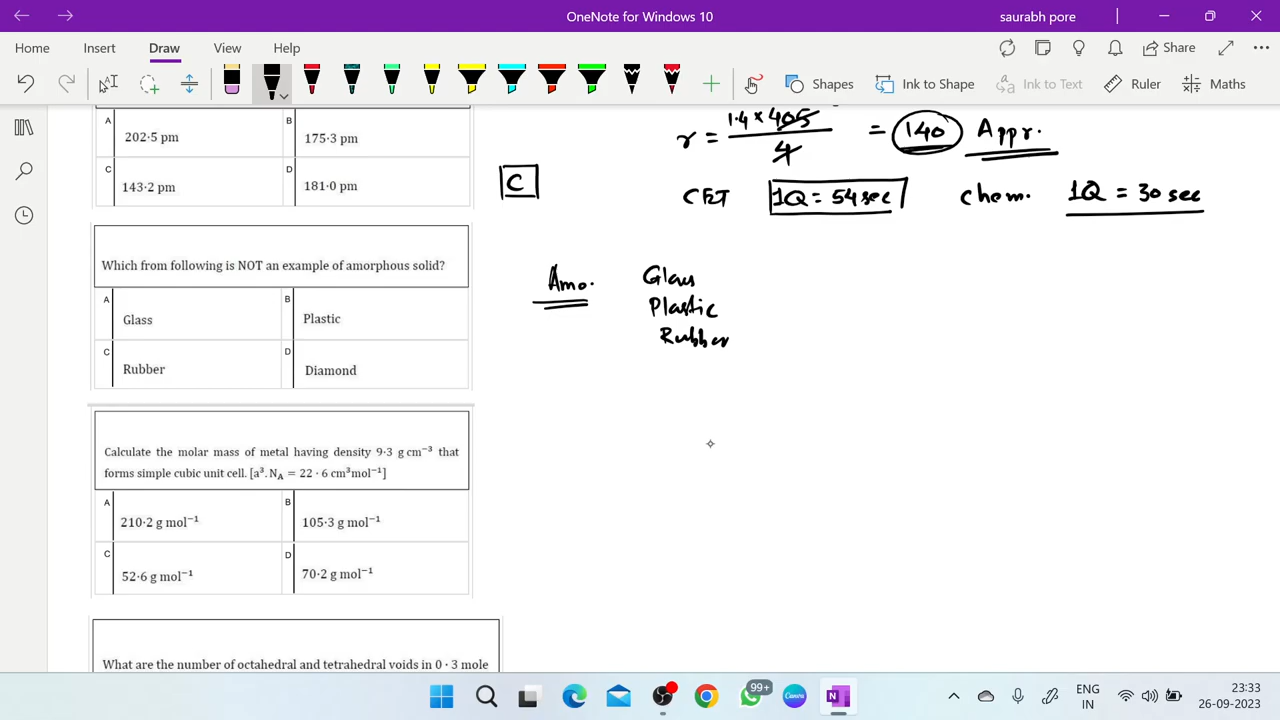 OneNote for Windows 10
saurabh pore
Home Insert Draw View Help
Share
Shapes
Ink to Shape
Ink to Text
Ruler
Maths
A 202·5 pm
B 175·3 pm
C 143·2 pm
D 181·0 pm
C
r = 1·4 × 405 / 4 = 140 Appr.
CET 1Q = 54 sec chem. 1Q = 30 sec
Which from following is NOT an example of amorphous solid?
A Glass
B Plastic
C Rubber
D Diamond
Amo. Glass
Plastic
Rubber
Calculate the molar mass of metal having density 9·3 g cm⁻³ that
forms simple cubic unit cell. [a³. N_A = 22 · 6 cm³mol⁻¹]
A 210·2 g mol⁻¹
B 105·3 g mol⁻¹
C 52·6 g mol⁻¹
D 70·2 g mol⁻¹
What are the number of octahedral and tetrahedral voids in 0 · 3 mole
99+
ENG
IN
23:33
26-09-2023